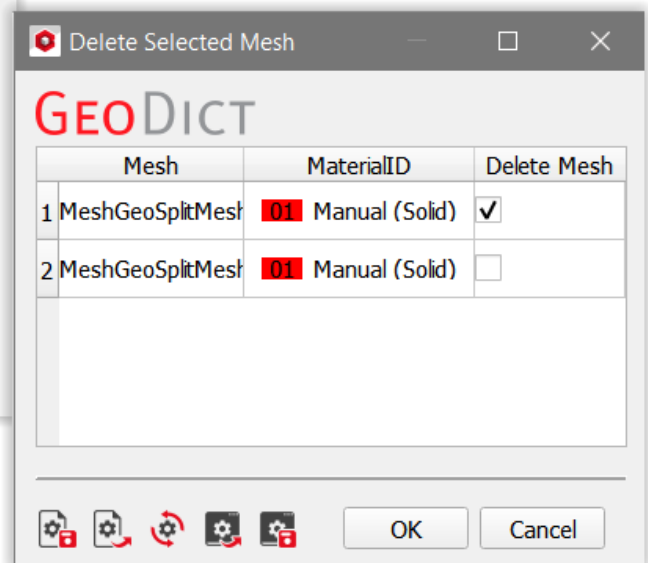 Delete Selected Mesh
GEODICT
Mesh MaterialID Delete Mesh
1 MeshGeoSplitMesh 01 Manual (Solid)
2 MeshGeoSplitMesh 01 Manual (Solid)
OK Cancel